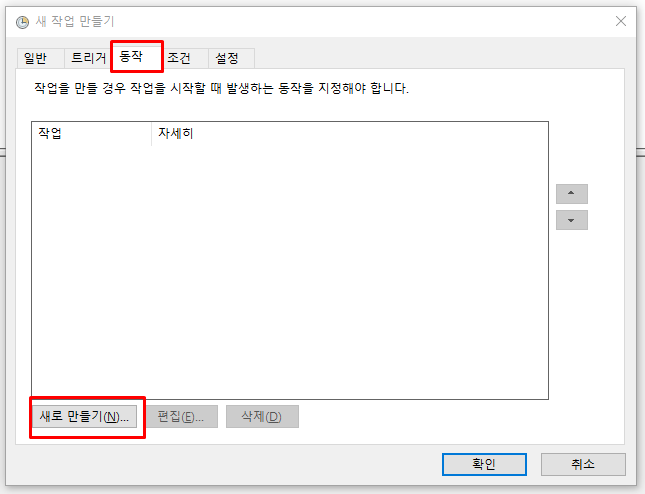 새 작업 만들기
일반 트리거 동작 조건 설정
작업을 만들 경우 작업을 시작할 때 발생하는 동작을 지정해야 합니다.
작업 자세히
새로 만들기(N)... 편집(E)... 삭제(D)
확인 취소